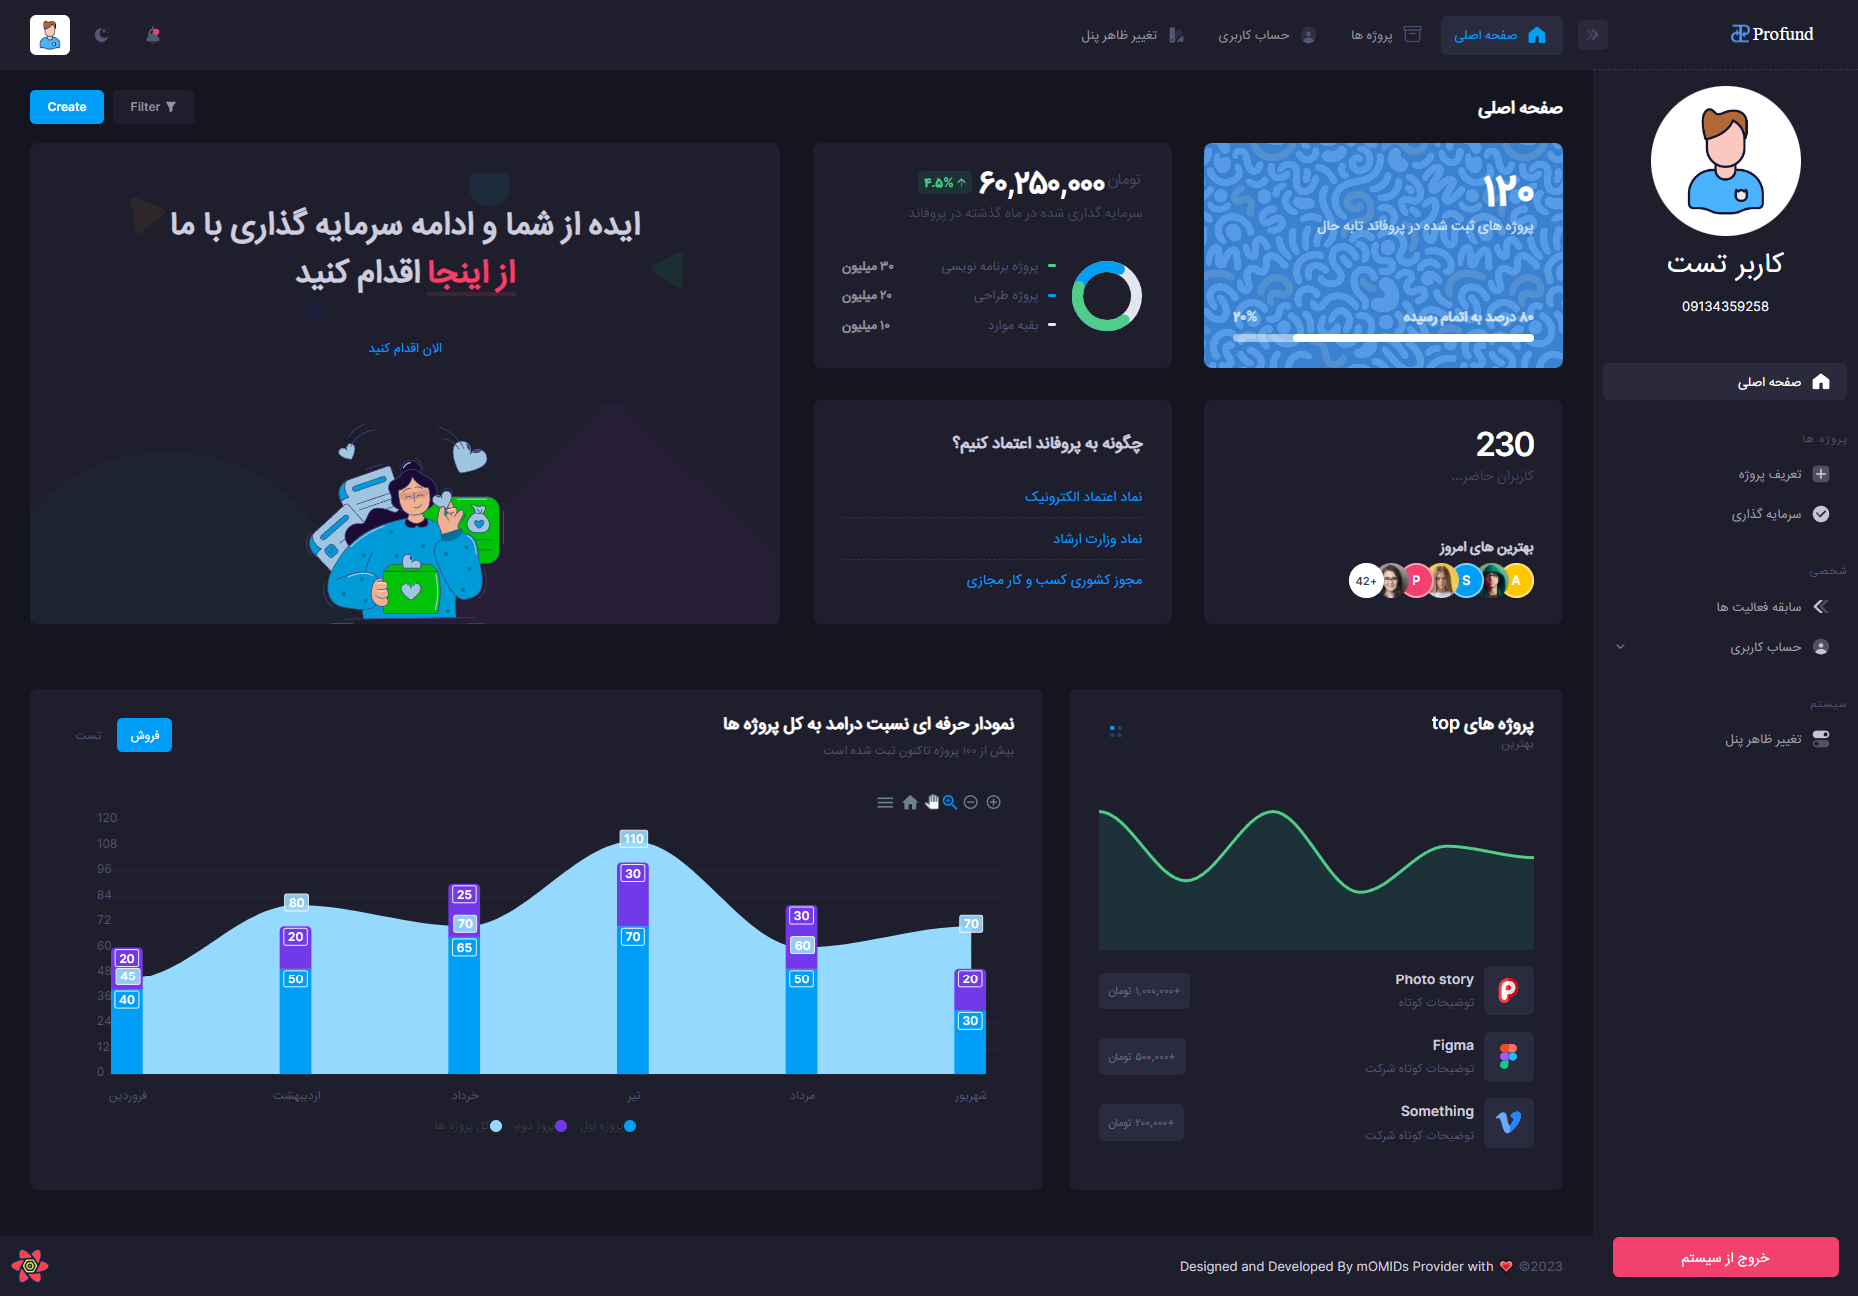 Profund
صفحه اصلی
پروژه ها
حساب کاربری
تغییر ظاهر پنل
کاربر تست
09134359258
صفحه اصلی
پروژه ها
تعریف پروژه
سرمایه گذاری
شخصی
سابقه فعالیت ها
حساب کاربری
سیستم
تغییر ظاهر پنل
خروج از سیستم
صفحه اصلی
Filter
Create
۱۲۰
پروژه های ثبت شده در پروفاند تابه حال
۸۰ درصد به اتمام رسیده
۲۰%
تومان ۶۰,۲۵۰,۰۰۰ ۴.۵%
سرمایه گذاری شده در ماه گذشته در پروفاند
پروژه برنامه نویسی ۳۰ میلیون
پروژه طراحی ۲۰ میلیون
بقیه موارد ۱۰ میلیون
ایده از شما و ادامه سرمایه گذاری با ما
از اینجا اقدام کنید
الان اقدام کنید
230
کاربران حاضر...
بهترین های امروز
A
S
P
42+
چگونه به پروفاند اعتماد کنیم؟
نماد اعتماد الکترونیک
نماد وزارت ارشاد
مجوز کشوری کسب و کار مجازی
پروژه های top
بهترین
Photo story
توضیحات کوتاه
+۱,۰۰۰,۰۰۰ تومان
Figma
توضیحات کوتاه شرکت
+۵۰۰,۰۰۰ تومان
Something
توضیحات کوتاه شرکت
+۲۰۰,۰۰۰ تومان
نمودار حرفه ای نسبت درامد به کل پروژه ها
بیش از ۱۰۰ پروژه تاکنون ثبت شده است
فروش
تست
120
108
96
84
72
60
48
36
24
12
0
20
45
40
80
20
50
25
70
65
110
30
70
30
60
50
70
20
30
فروردین
اردیبهشت
خرداد
تیر
مرداد
شهریور
پروژه اول
پروژ دوم
کل پروژه ها
Designed and Developed By mOMIDs Provider with ❤ ©2023